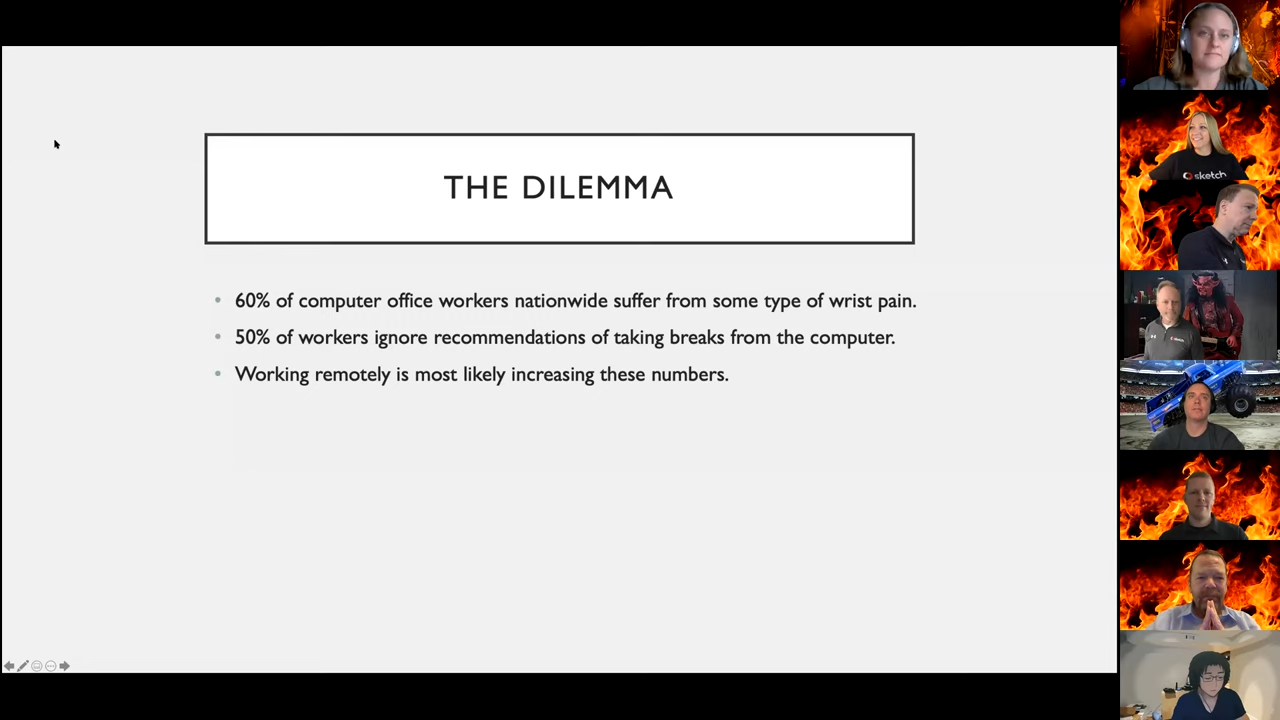 THE DILEMMA
60% of computer office workers nationwide suffer from some type of wrist pain.
50% of workers ignore recommendations of taking breaks from the computer.
Working remotely is most likely increasing these numbers.
sketch